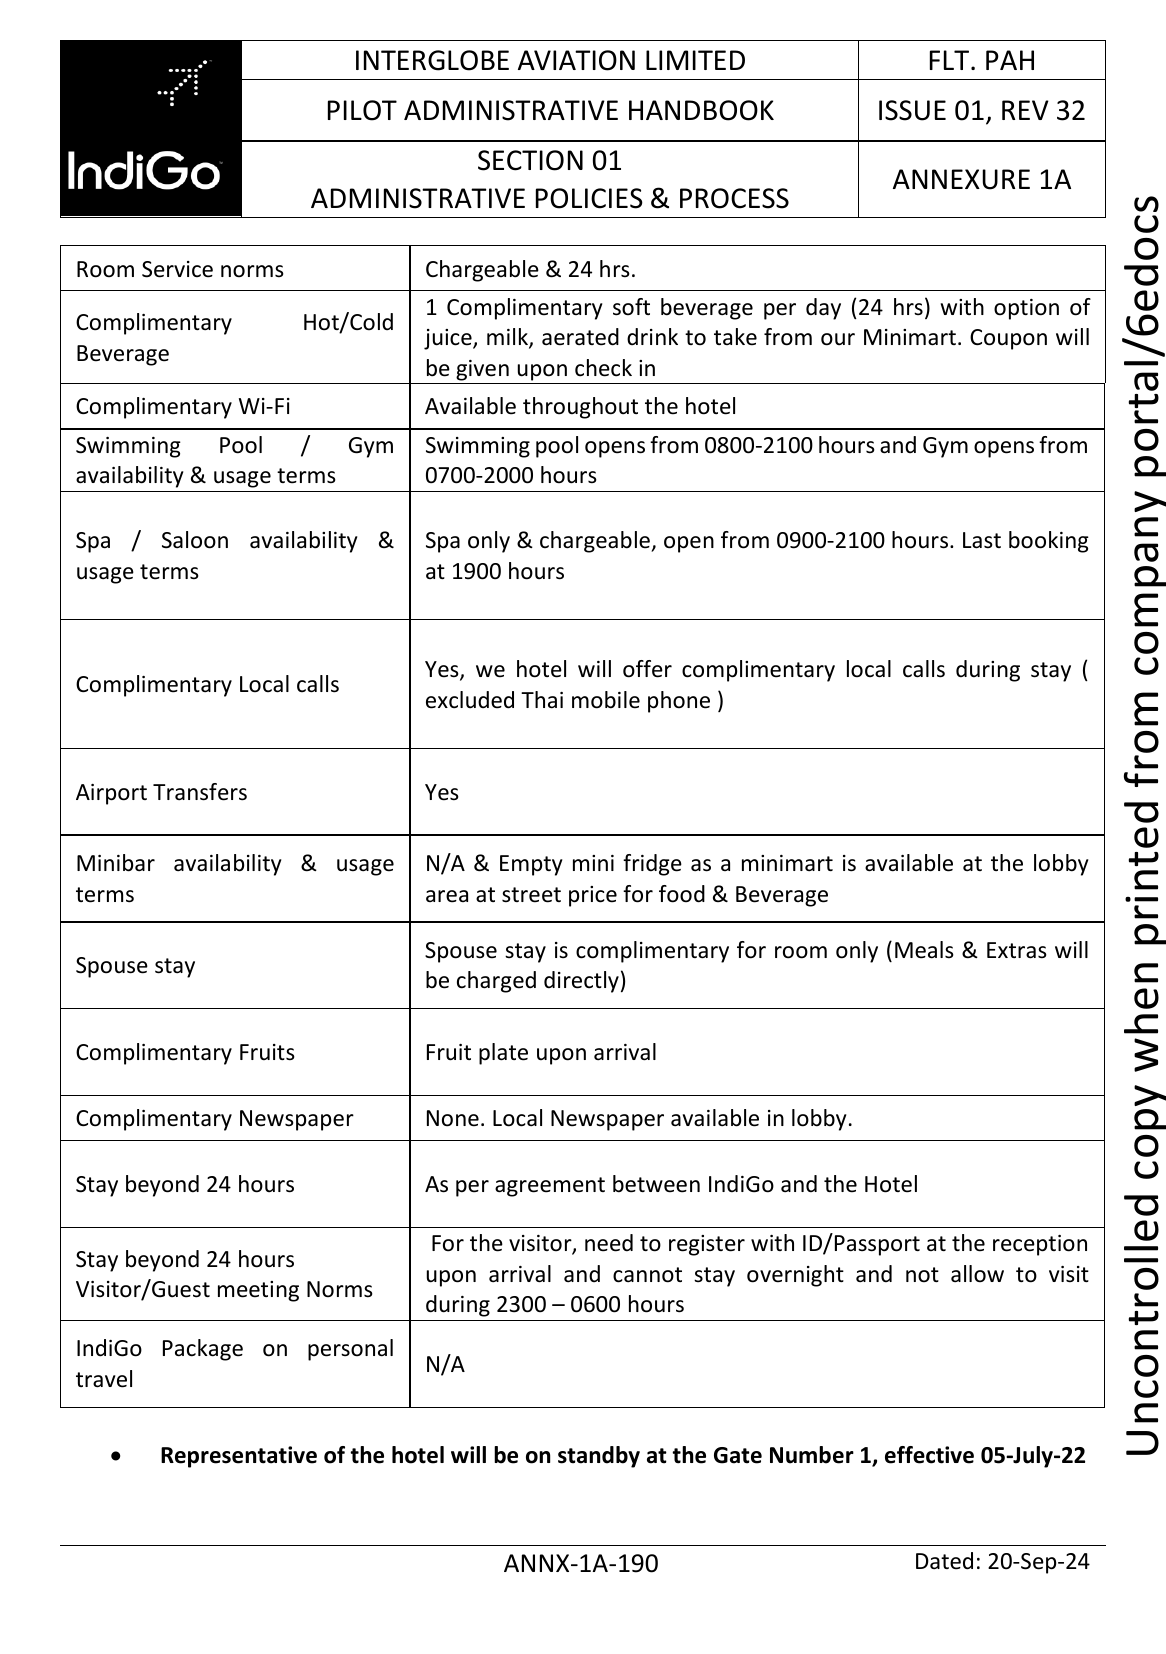 INTERGLOBE AVIATION LIMITED
FLT. PAH
PILOT ADMINISTRATIVE HANDBOOK
ISSUE 01, REV 32
IndiGo
SECTION 01
ADMINISTRATIVE POLICIES & PROCESS
ANNEXURE 1A
Room Service norms
Chargeable & 24 hrs.
Complimentary Hot/Cold
Beverage
1 Complimentary soft beverage per day (24 hrs) with option of
juice, milk, aerated drink to take from our Minimart. Coupon will
be given upon check in
Complimentary Wi-Fi
Available throughout the hotel
Swimming Pool / Gym
availability & usage terms
Swimming pool opens from 0800-2100 hours and Gym opens from
0700-2000 hours
Spa / Saloon availability &
usage terms
Spa only & chargeable, open from 0900-2100 hours. Last booking
at 1900 hours
Complimentary Local calls
Yes, we hotel will offer complimentary local calls during stay (
excluded Thai mobile phone )
Airport Transfers
Yes
Minibar availability & usage
terms
N/A & Empty mini fridge as a minimart is available at the lobby
area at street price for food & Beverage
Spouse stay
Spouse stay is complimentary for room only (Meals & Extras will
be charged directly)
Complimentary Fruits
Fruit plate upon arrival
Complimentary Newspaper
None. Local Newspaper available in lobby.
Stay beyond 24 hours
As per agreement between IndiGo and the Hotel
Stay beyond 24 hours
Visitor/Guest meeting Norms
For the visitor, need to register with ID/Passport at the reception
upon arrival and cannot stay overnight and not allow to visit
during 2300 – 0600 hours
IndiGo Package on personal
travel
N/A
• Representative of the hotel will be on standby at the Gate Number 1, effective 05-July-22
ANNX-1A-190
Dated: 20-Sep-24
Uncontrolled copy when printed from company portal/6edocs